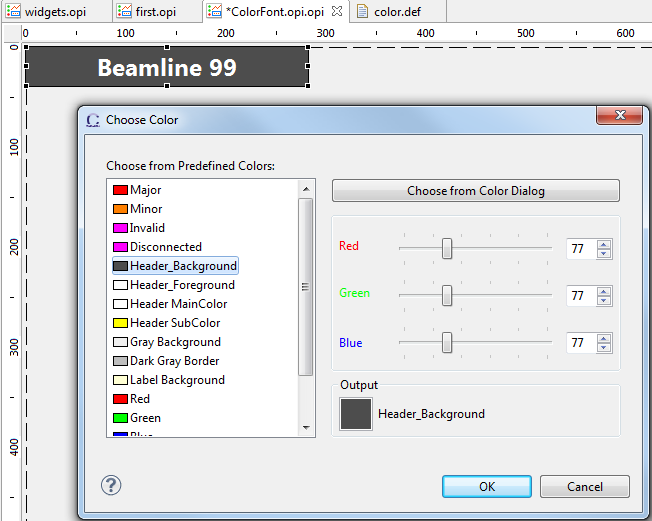 widgets.opi
first.opi
*ColorFont.opi.opi
color.def
0 100 200 300 400 500 600
0
100
200
300
400
Beamline 99
C
Choose Color
Choose from Predefined Colors:
Major
Minor
Invalid
Disconnected
Header_Background
Header_Foreground
Header MainColor
Header SubColor
Gray Background
Dark Gray Border
Label Background
Red
Green
Blue
Choose from Color Dialog
Red 77
Green 77
Blue 77
Output
Header_Background
?
OK
Cancel